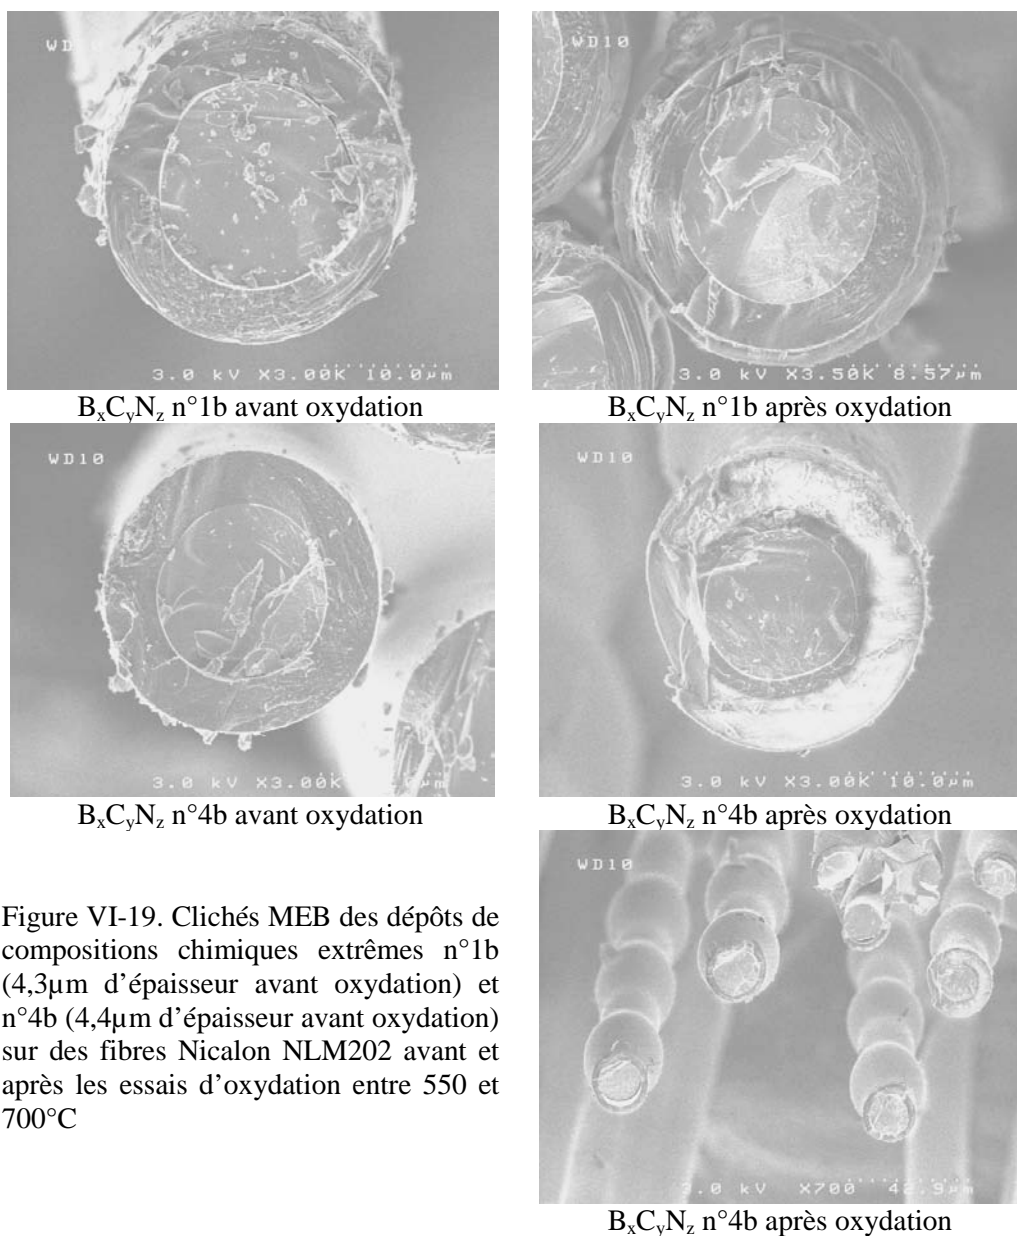 WD10
3.0 kV X3.00K 10.0µm
WD10
3.0 kV X3.50K 8.57µm
BxCyNz n°1b avant oxydation
BxCyNz n°1b après oxydation
WD10
3.0 kV X3.00K µm
WD10
3.0 kV X3.00K 10.0µm
BxCyNz n°4b avant oxydation
BxCyNz n°4b après oxydation
Figure VI-19. Clichés MEB des dépôts de
compositions chimiques extrêmes n°1b
(4,3µm d’épaisseur avant oxydation) et
n°4b (4,4µm d’épaisseur avant oxydation)
sur des fibres Nicalon NLM202 avant et
après les essais d’oxydation entre 550 et
700°C
WD10
3.0 kV X700 42.9µm
BxCyNz n°4b après oxydation